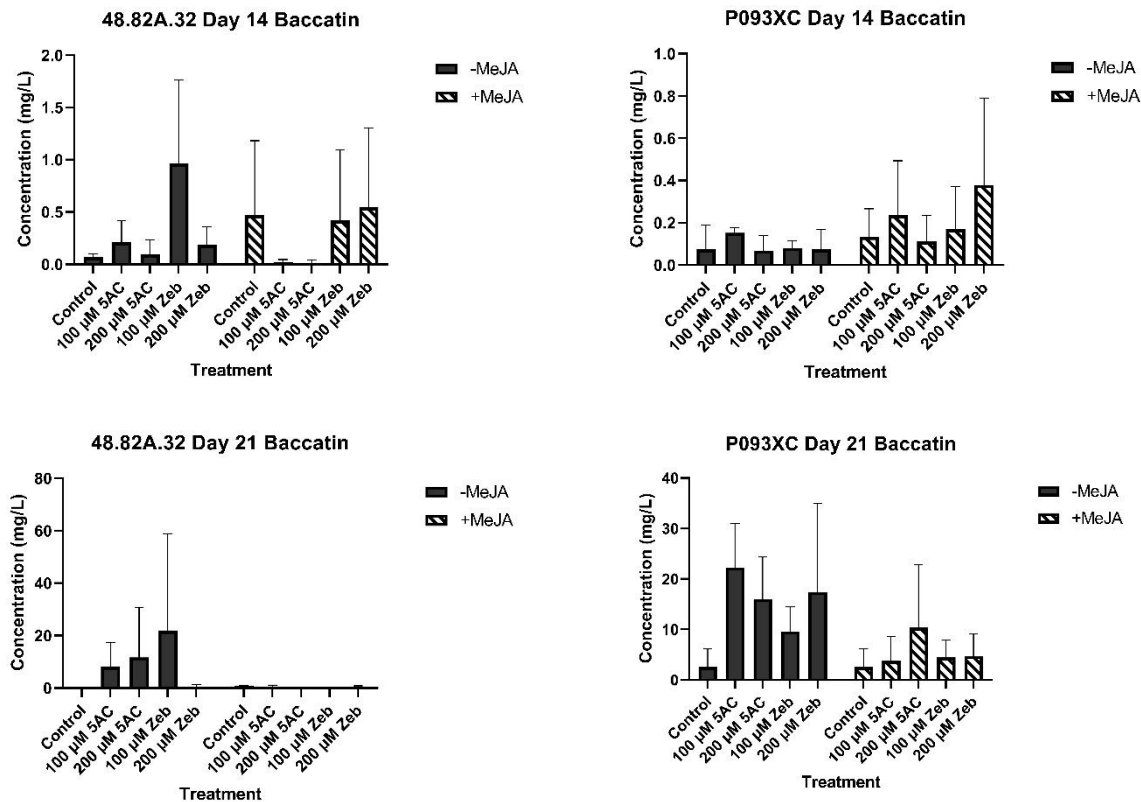 48.82A.32 Day 14 Baccatin
Concentration (mg/L)
2.0
1.5
1.0
0.5
0.0
Control
100 µM 5AC
200 µM 5AC
100 µM Zeb
200 µM Zeb
Control
100 µM 5AC
200 µM 5AC
100 µM Zeb
200 µM Zeb
Treatment
-MeJA
+MeJA
P093XC Day 14 Baccatin
Concentration (mg/L)
1.0
0.8
0.6
0.4
0.2
0.0
Control
100 µM 5AC
200 µM 5AC
100 µM Zeb
200 µM Zeb
Control
100 µM 5AC
200 µM 5AC
100 µM Zeb
200 µM Zeb
Treatment
-MeJA
+MeJA
48.82A.32 Day 21 Baccatin
Concentration (mg/L)
80
60
40
20
0
Control
100 µM 5AC
200 µM 5AC
100 µM Zeb
200 µM Zeb
Control
100 µM 5AC
200 µM 5AC
100 µM Zeb
200 µM Zeb
Treatment
-MeJA
+MeJA
P093XC Day 21 Baccatin
Concentration (mg/L)
40
30
20
10
0
Control
100 µM 5AC
200 µM 5AC
100 µM Zeb
200 µM Zeb
Control
100 µM 5AC
200 µM 5AC
100 µM Zeb
200 µM Zeb
Treatment
-MeJA
+MeJA